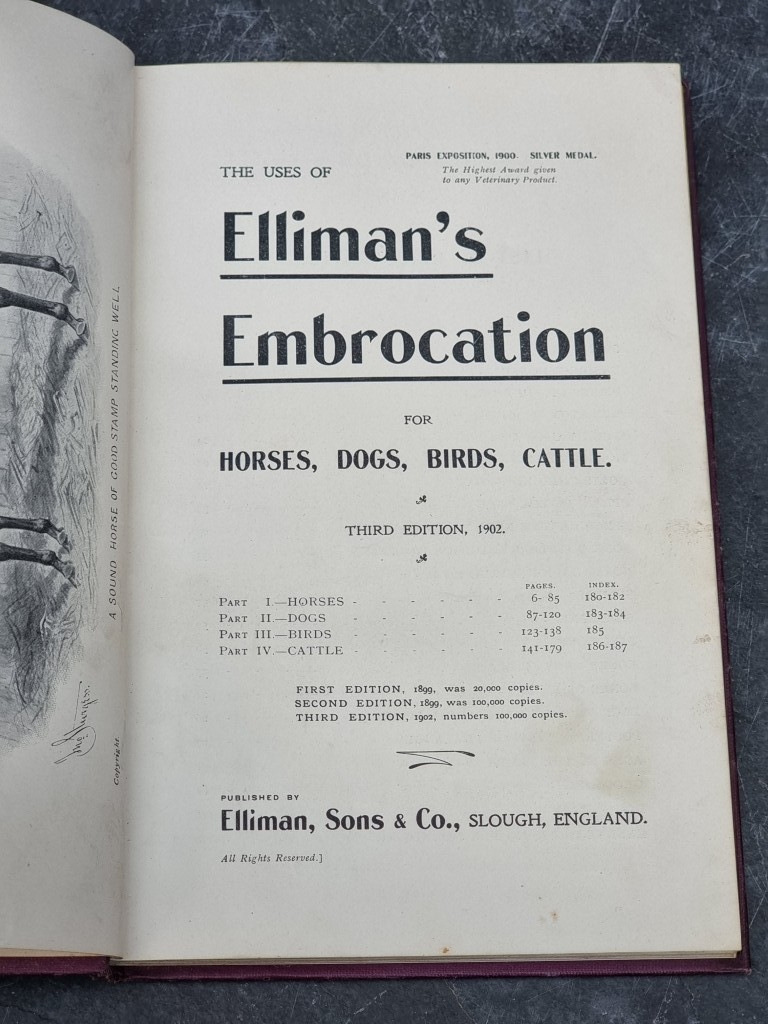 A SOUND HORSE OF GOOD STAMP STANDING WELL
Copyright.
PARIS EXPOSITION, 1900. SILVER MEDAL.
The Highest Award given
to any Veterinary Product.
THE USES OF
Elliman's
Embrocation
FOR
HORSES, DOGS, BIRDS, CATTLE.
THIRD EDITION, 1902.
PAGES. INDEX.
PART I.—HORSES - - - - - - 6- 85 180-182
PART II.—DOGS - - - - - - 87-120 183-184
PART III.—BIRDS - - - - - - 123-138 185
PART IV.—CATTLE - - - - - - 141-179 186-187
FIRST EDITION, 1899, was 20,000 copies.
SECOND EDITION, 1899, was 100,000 copies.
THIRD EDITION, 1902, numbers 100,000 copies.
PUBLISHED BY
Elliman, Sons & Co., SLOUGH, ENGLAND.
All Rights Reserved.]